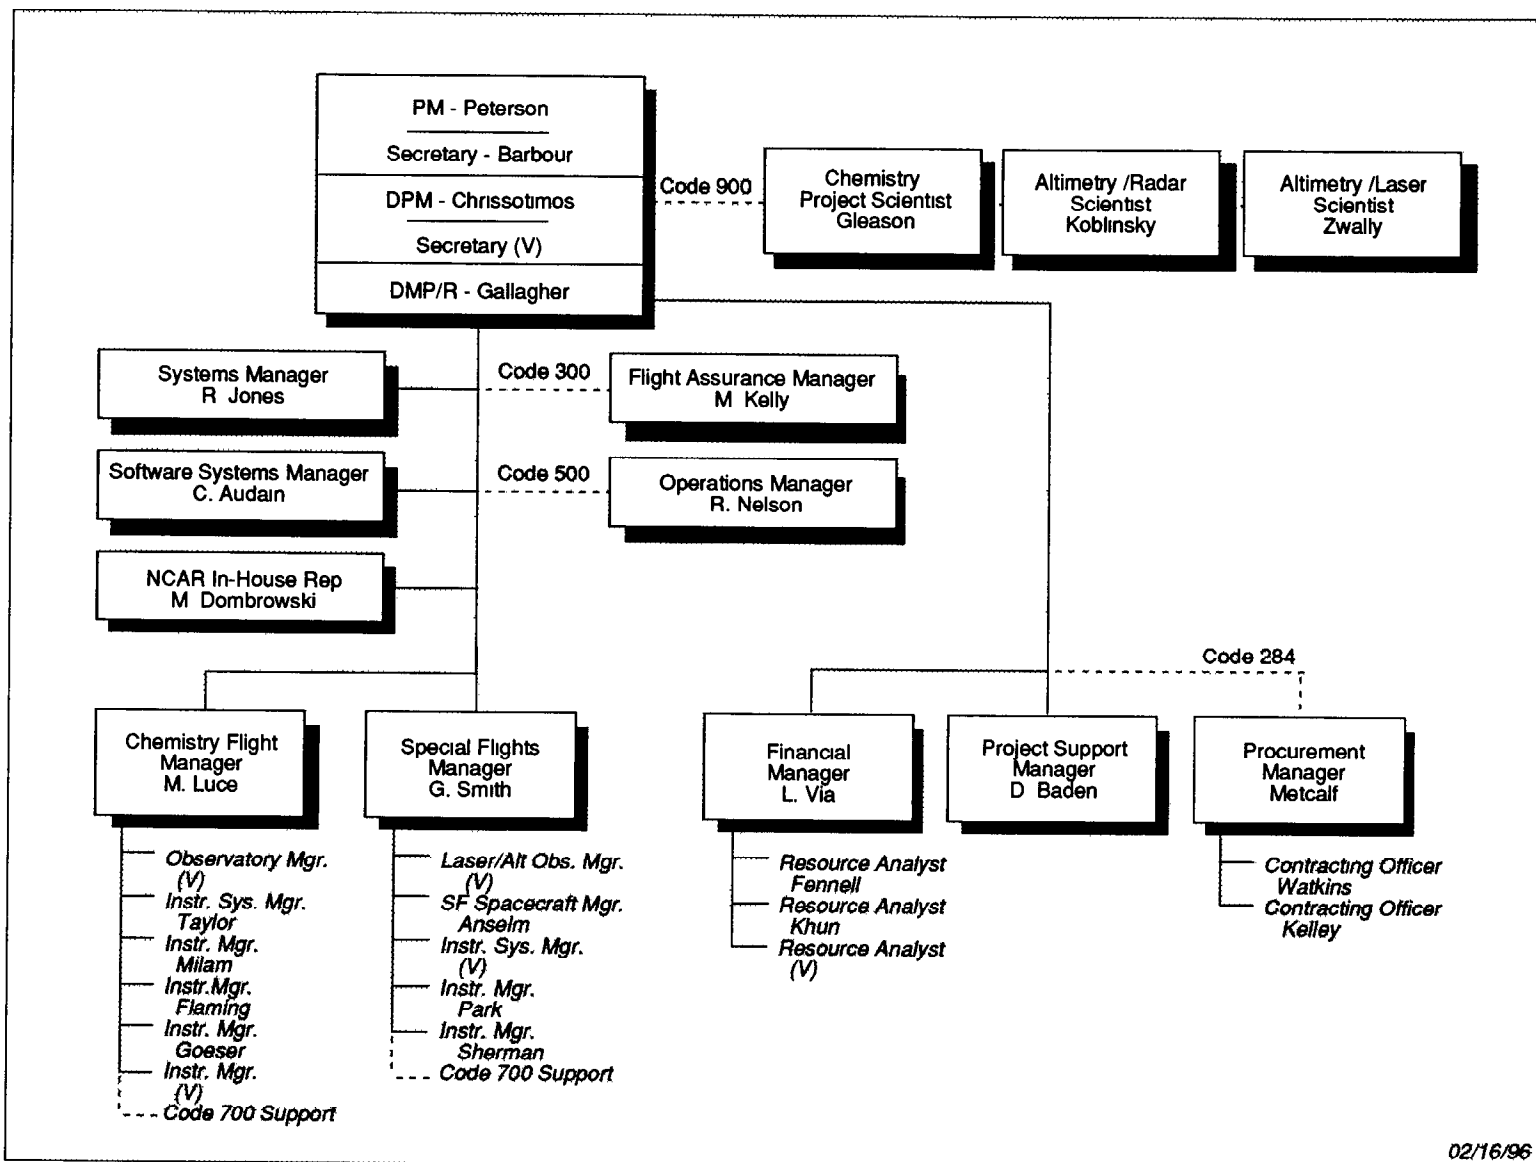 PM - Peterson
Secretary - Barbour
DPM - Chrissotimos
Secretary (V)
DMP/R - Gallagher
Code 900
Chemistry
Project Scientist
Gleason
Altimetry /Radar
Scientist
Koblinsky
Altimetry /Laser
Scientist
Zwally
Systems Manager
R Jones
Code 300
Flight Assurance Manager
M Kelly
Software Systems Manager
C. Audain
Code 500
Operations Manager
R. Nelson
NCAR In-House Rep
M Dombrowski
Code 284
Chemistry Flight
Manager
M. Luce
Special Flights
Manager
G. Smith
Financial
Manager
L. Via
Project Support
Manager
D Baden
Procurement
Manager
Metcalf
Observatory Mgr.
(V)
Instr. Sys. Mgr.
Taylor
Instr. Mgr.
Milam
Instr.Mgr.
Flaming
Instr. Mgr.
Goeser
Instr. Mgr.
(V)
Code 700 Support
Laser/Alt Obs. Mgr.
(V)
SF Spacecraft Mgr.
Anselm
Instr. Sys. Mgr.
(V)
Instr. Mgr.
Park
Instr. Mgr.
Sherman
Code 700 Support
Resource Analyst
Fennell
Resource Analyst
Khun
Resource Analyst
(V)
Contracting Officer
Watkins
Contracting Officer
Kelley
02/16/96